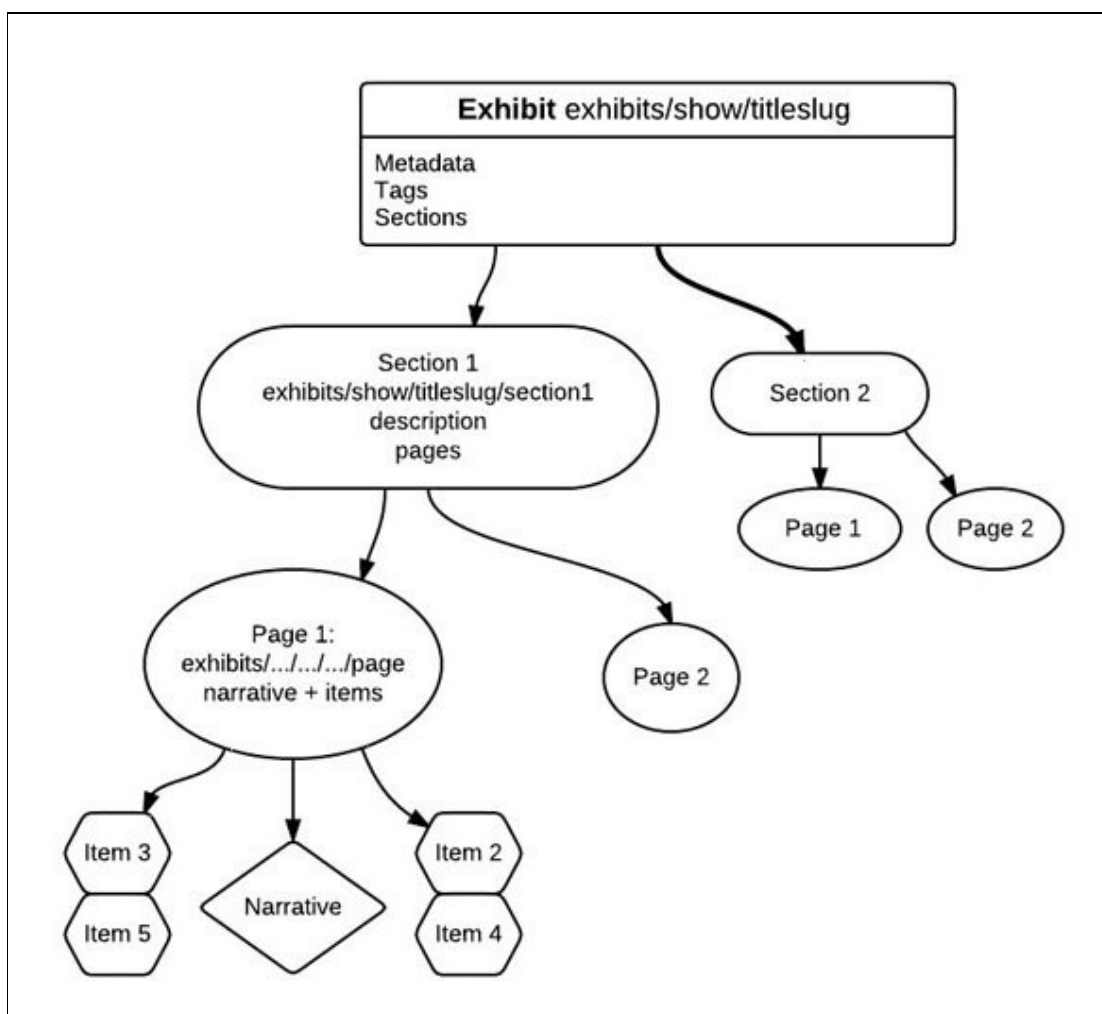 Exhibit exhibits/show/titleslug
Metadata
Tags
Sections
Section 1
exhibits/show/titleslug/section1
description
pages
Section 2
Page 1
Page 2
Page 1:
exhibits/.../.../.../page
narrative + items
Page 2
Item 3
Item 5
Narrative
Item 2
Item 4